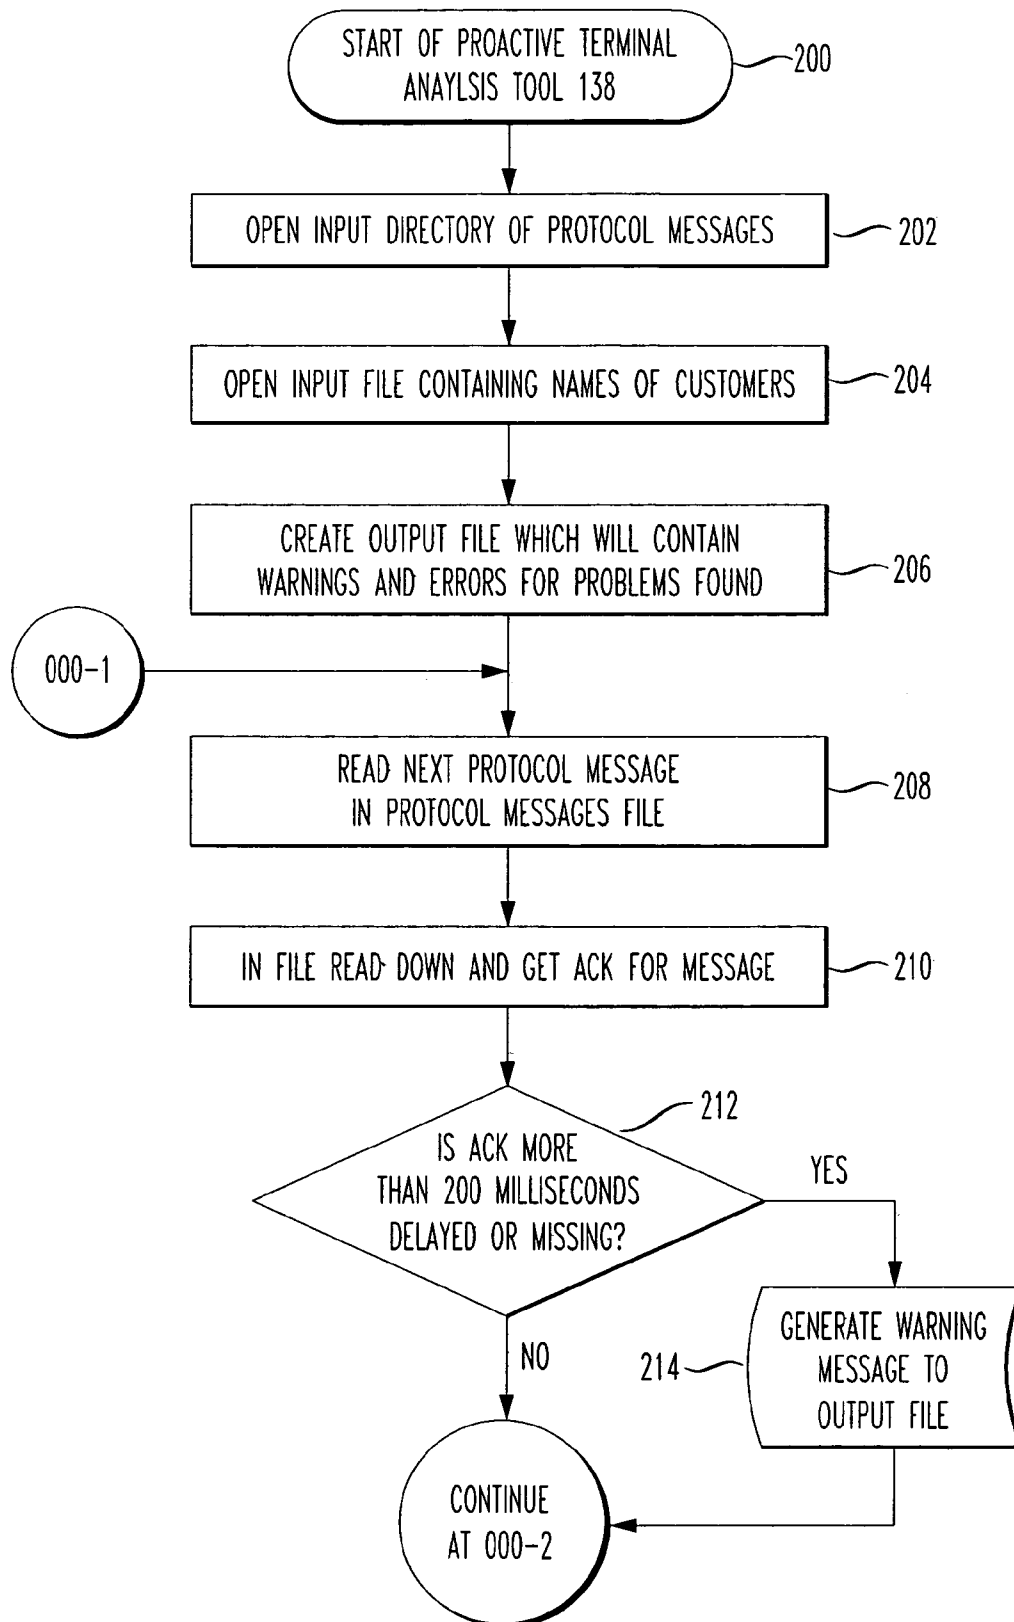 START OF PROACTIVE TERMINAL
ANAYLSIS TOOL 138
200
OPEN INPUT DIRECTORY OF PROTOCOL MESSAGES
202
OPEN INPUT FILE CONTAINING NAMES OF CUSTOMERS
204
CREATE OUTPUT FILE WHICH WILL CONTAIN
WARNINGS AND ERRORS FOR PROBLEMS FOUND
206
000-1
READ NEXT PROTOCOL MESSAGE
IN PROTOCOL MESSAGES FILE
208
IN FILE READ DOWN AND GET ACK FOR MESSAGE
210
212
IS ACK MORE
THAN 200 MILLISECONDS
DELAYED OR MISSING?
YES
NO
214
GENERATE WARNING
MESSAGE TO
OUTPUT FILE
CONTINUE
AT 000-2